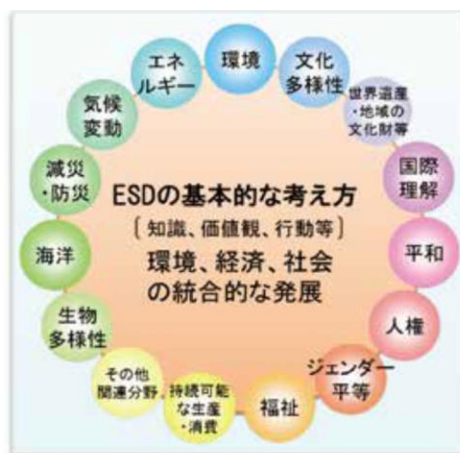 環境
文化
多様性
世界遺産
・地域の
文化財等
国際
理解
平和
人権
ジェンダー
平等
福祉
持続可能
な生産
・消費
その他
関連分野
生物
多様性
海洋
減災
・防災
気候
変動
エネ
ルギー
ESDの基本的な考え方
[知識、価値観、行動等]
環境、経済、社会
の統合的な発展